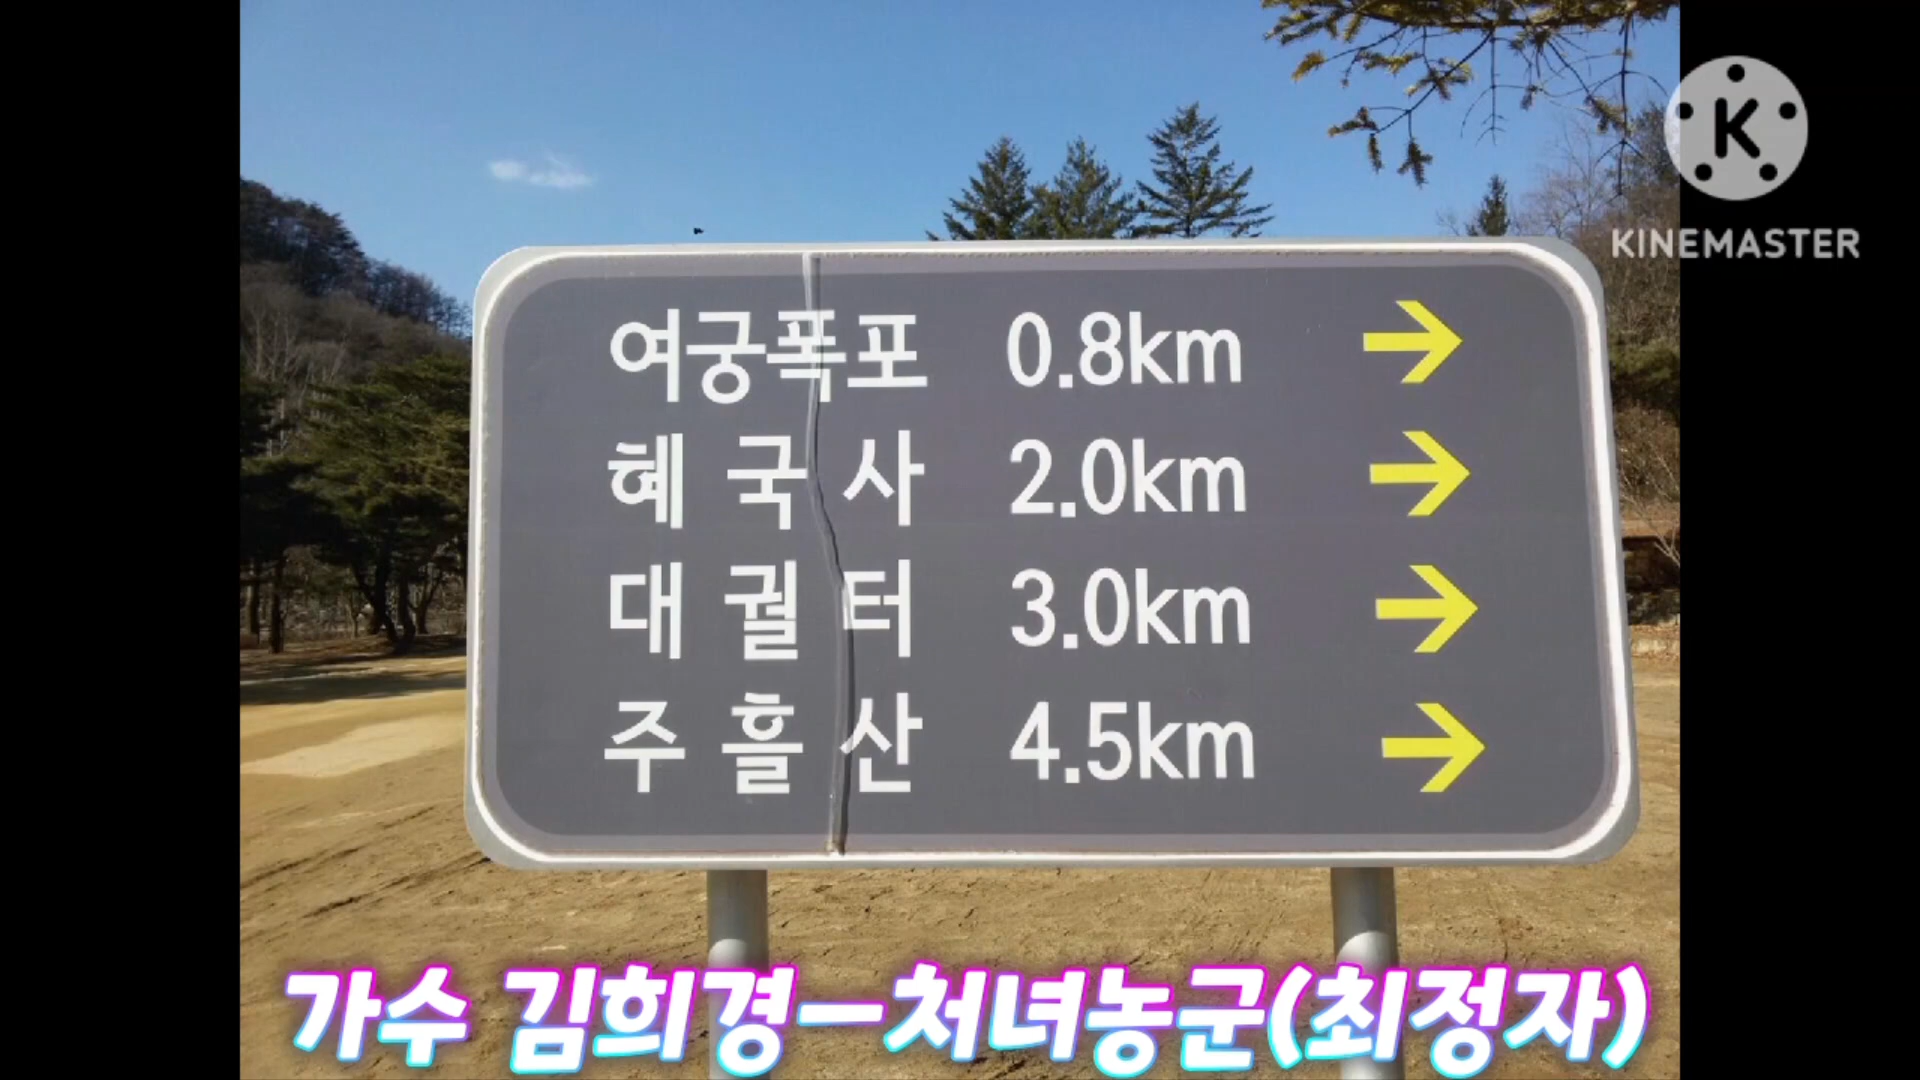 K
KINEMASTER
여궁폭포 0.8km →
혜국사 2.0km →
대궐터 3.0km →
주흘산 4.5km →
가수 김희경-처녀농군(최정자)